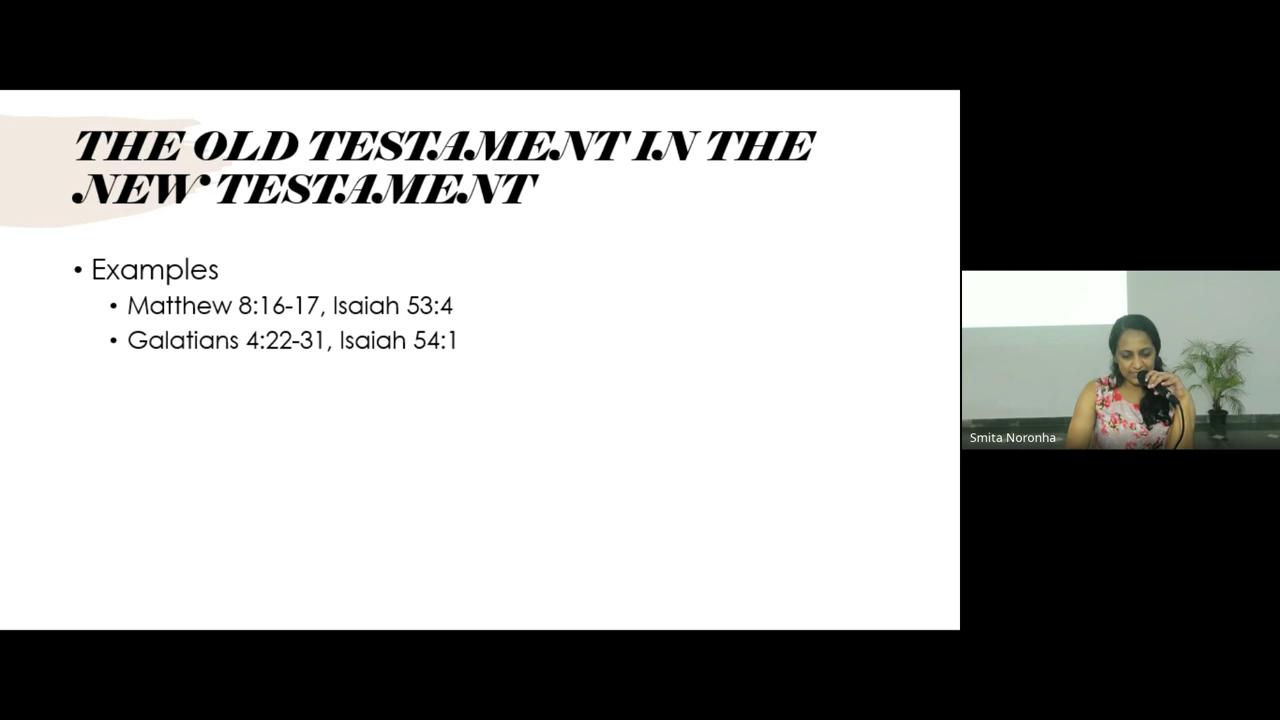 THE OLD TESTAMENT IN THE
NEW TESTAMENT
• Examples
• Matthew 8:16-17, Isaiah 53:4
• Galatians 4:22-31, Isaiah 54:1
Smita Noronha